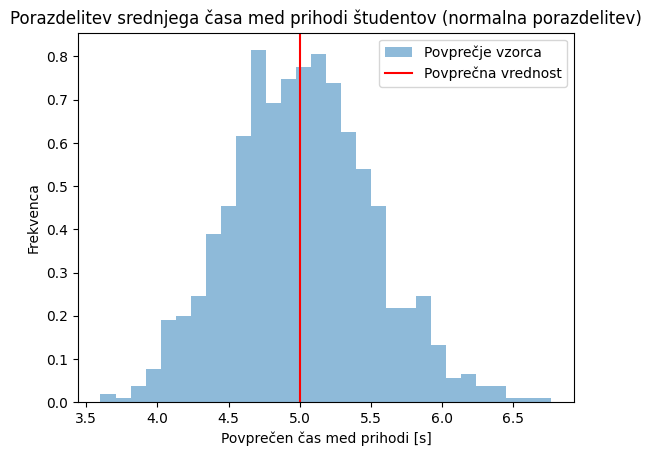 Porazdelitev srednjega časa med prihodi študentov (normalna porazdelitev)
Povprečje vzorca
Povprečna vrednost
Frekvenca
0.8
0.7
0.6
0.5
0.4
0.3
0.2
0.1
0.0
3.5 4.0 4.5 5.0 5.5 6.0 6.5
Povprečen čas med prihodi [s]